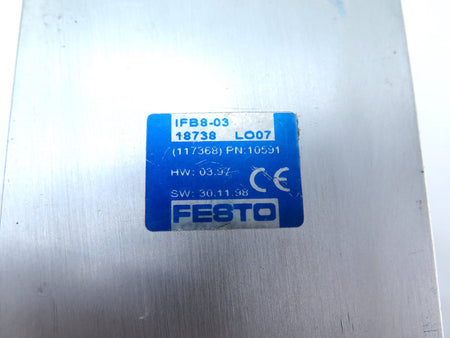 IFB8-03
18738 LO07
(117368) PN:10591
HW: 03.97
CE
SW: 30.11.98
FESTO